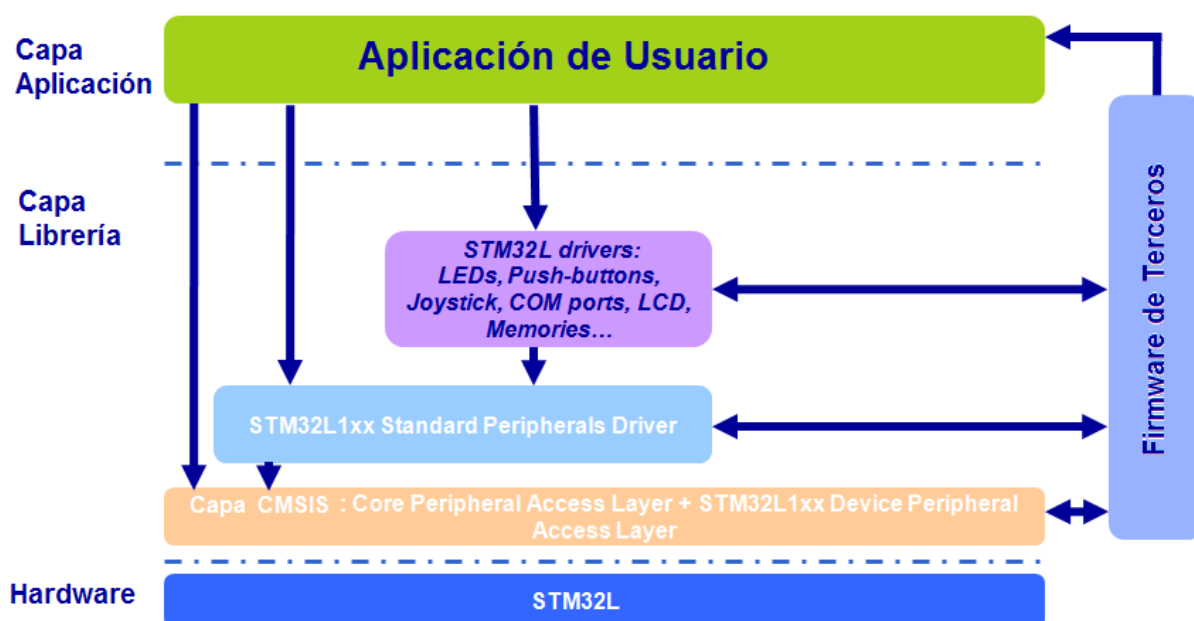 Capa
Aplicación
Aplicación de Usuario
Capa
Librería
STM32L drivers:
LEDs, Push-buttons,
Joystick, COM ports, LCD,
Memories…
STM32L1xx Standard Peripherals Driver
Capa CMSIS : Core Peripheral Access Layer + STM32L1xx Device Peripheral
Access Layer
Firmware de Terceros
Hardware
STM32L